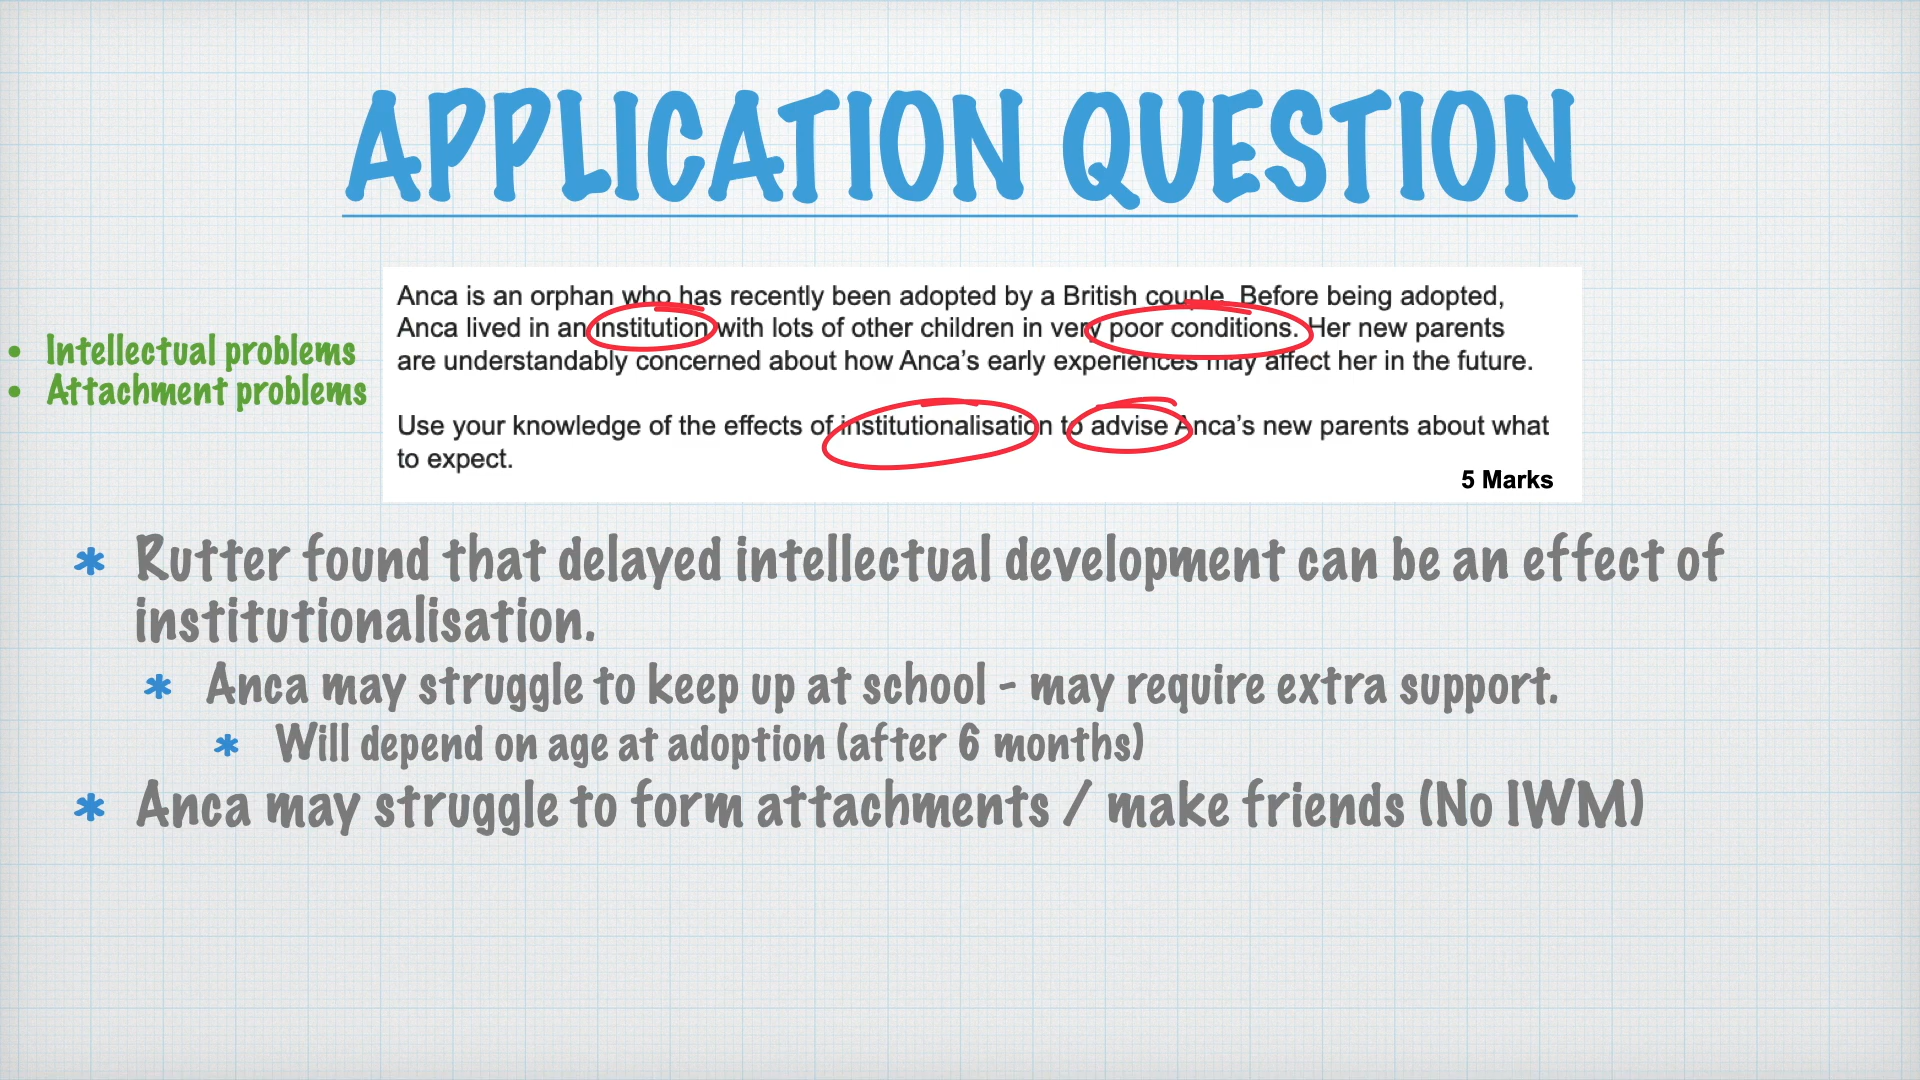 APPLICATION QUESTION
• Intellectual problems
• Attachment problems
Anca is an orphan who has recently been adopted by a British couple. Before being adopted,
Anca lived in an institution with lots of other children in very poor conditions. Her new parents
are understandably concerned about how Anca's early experiences may affect her in the future.
Use your knowledge of the effects of institutionalisation to advise Anca's new parents about what
to expect.
5 Marks
* Rutter found that delayed intellectual development can be an effect of
institutionalisation.
* Anca may struggle to keep up at school - may require extra support.
* Will depend on age at adoption (after 6 months)
* Anca may struggle to form attachments / make friends (No IWM)